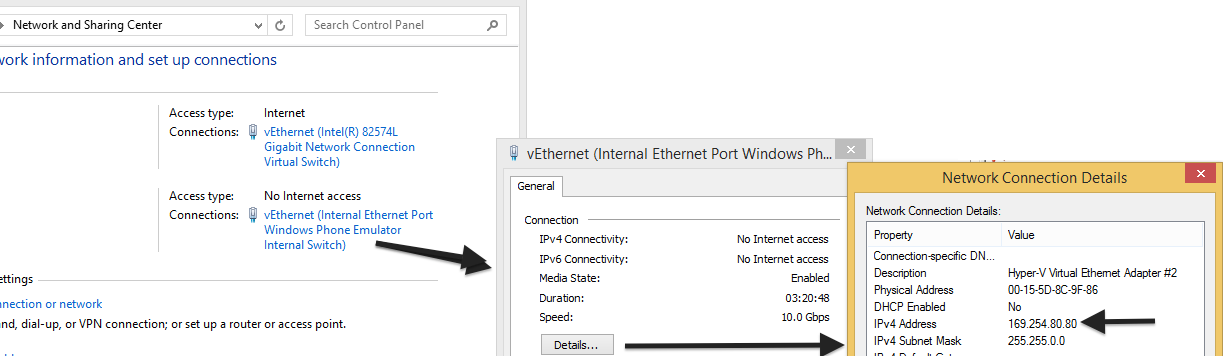 Network and Sharing Center
Search Control Panel
work information and set up connections
Access type: Internet
Connections: vEthernet (Intel(R) 82574L
Gigabit Network Connection
Virtual Switch)
Access type: No Internet access
Connections: vEthernet (Internal Ethernet Port
Windows Phone Emulator
Internal Switch)
ettings
nnection or network
and, dial-up, or VPN connection; or set up a router or access point.
vEthernet (Internal Ethernet Port Windows Ph...
General
Connection
IPv4 Connectivity: No Internet access
IPv6 Connectivity: No Internet access
Media State: Enabled
Duration: 03:20:48
Speed: 10.0 Gbps
Details...
Network Connection Details
Network Connection Details:
Property Value
Connection-specific DN...
Description Hyper-V Virtual Ethernet Adapter #2
Physical Address 00-15-5D-8C-9F-86
DHCP Enabled No
IPv4 Address 169.254.80.80
IPv4 Subnet Mask 255.255.0.0